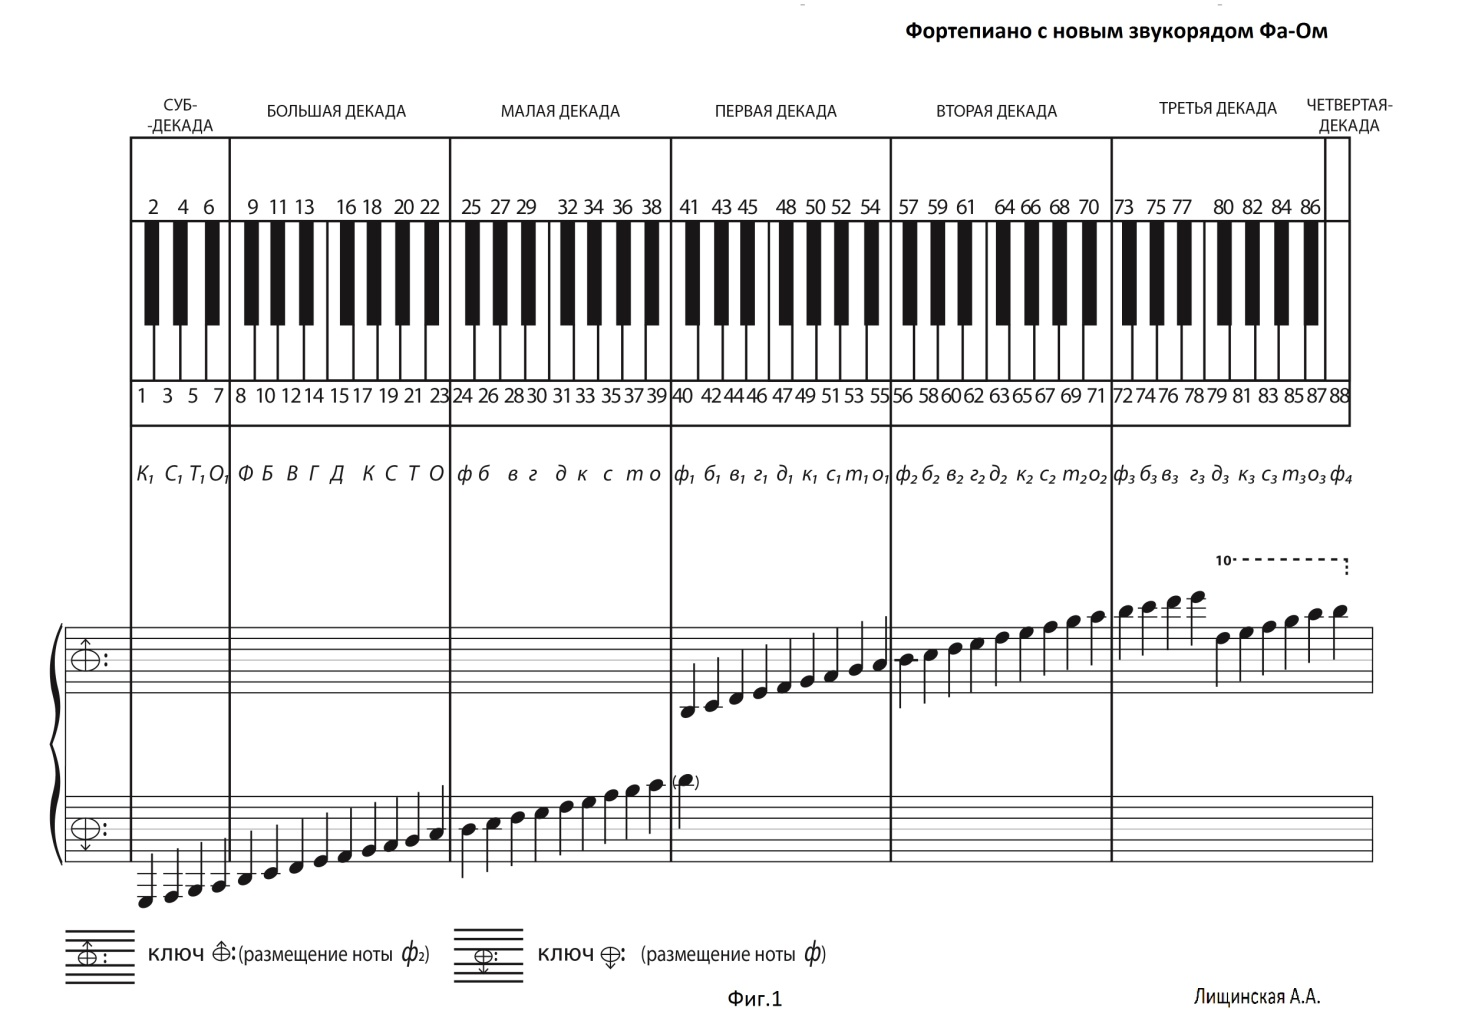 Фортепиано с новым звукорядом Фа-Ом
СУБ-
-ДЕКАДА
БОЛЬШАЯ ДЕКАДА
МАЛАЯ ДЕКАДА
ПЕРВАЯ ДЕКАДА
ВТОРАЯ ДЕКАДА
ТРЕТЬЯ ДЕКАДА
ЧЕТВЕРТАЯ-
ДЕКАДА
2 4 6 9 11 13 16 18 20 22 25 27 29 32 34 36 38 41 43 45 48 50 52 54 57 59 61 64 66 68 70 73 75 77 80 82 84 86
1 3 5 7 8 10 12 14 15 17 19 21 23 24 26 28 30 31 33 35 37 39 40 42 44 46 47 49 51 53 55 56 58 60 62 63 65 67 69 71 72 74 76 78 79 81 83 85 87 88
К₁ С₁ Т₁ О₁ Ф Б В Г Д К С Т О ф б в г д к с т о ф₁ б₁ в₁ г₁ д₁ к₁ с₁ т₁ о₁ ф₂ б₂ в₂ г₂ д₂ к₂ с₂ т₂ о₂ ф₃ б₃ в₃ г₃ д₃ к₃ с₃ т₃ о₃ ф₄
10
ключ : (размещение ноты ф₂)
ключ : (размещение ноты ф)
Фиг.1
Лищинская А.А.